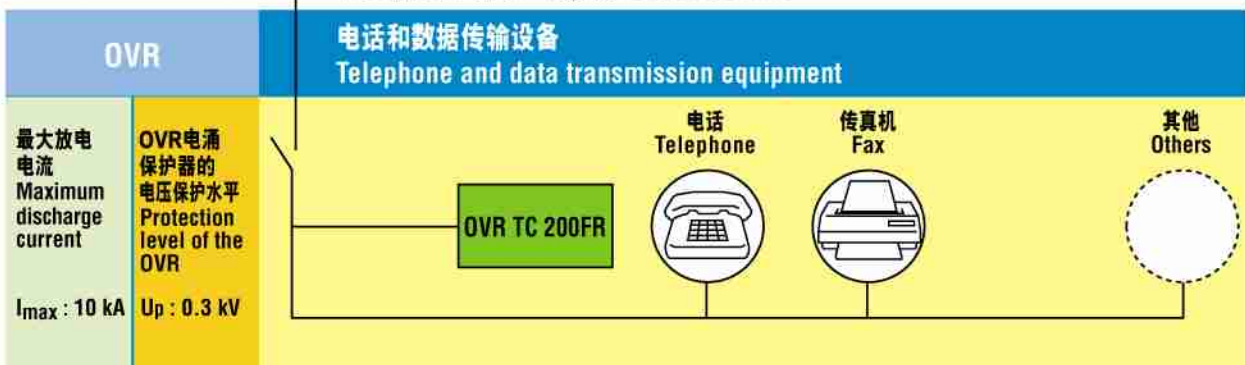 OVR
电话和数据传输设备
Telephone and data transmission equipment
最大放电
电流
Maximum
discharge
current
Imax : 10 kA
OVR电涌
保护器的
电压保护水平
Protection
level of the
OVR
Up : 0.3 kV
OVR TC 200FR
电话
Telephone
传真机
Fax
其他
Others